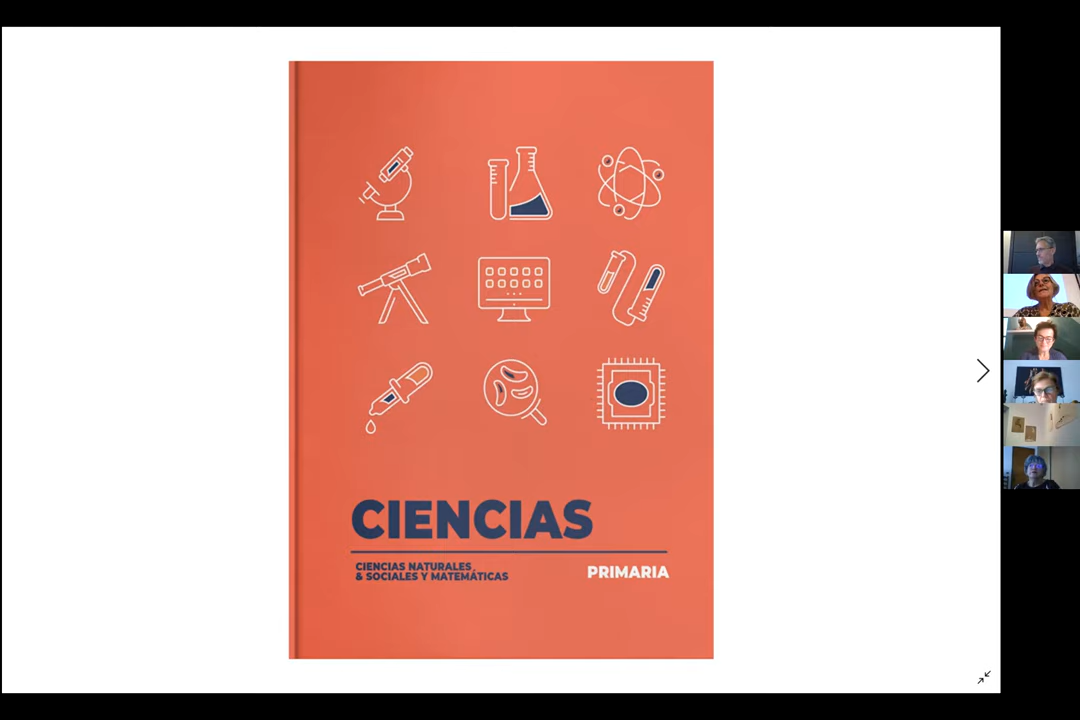 CIENCIAS
CIENCIAS NATURALES,
& SOCIALES Y MATEMÁTICAS
PRIMARIA